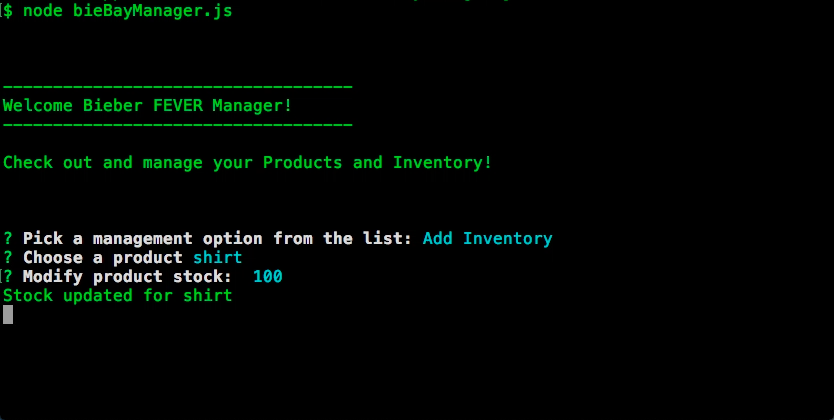 $ node bieBayManager.js
-----------------------------------
Welcome Bieber FEVER Manager!
-----------------------------------
Check out and manage your Products and Inventory!
? Pick a management option from the list: Add Inventory
? Choose a product shirt
? Modify product stock:  100
Stock updated for shirt